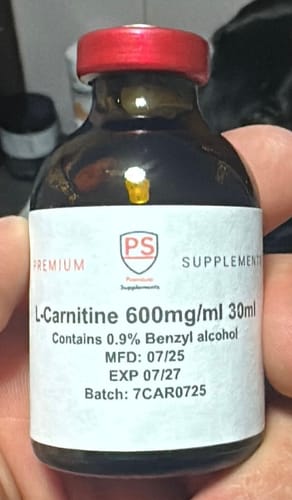 PS
PREMIUM SUPPLEMENTS
Premium
Supplements
L-Carnitine 600mg/ml 30ml
Contains 0.9% Benzyl alcohol
MFD: 07/25
EXP 07/27
Batch: 7CAR0725